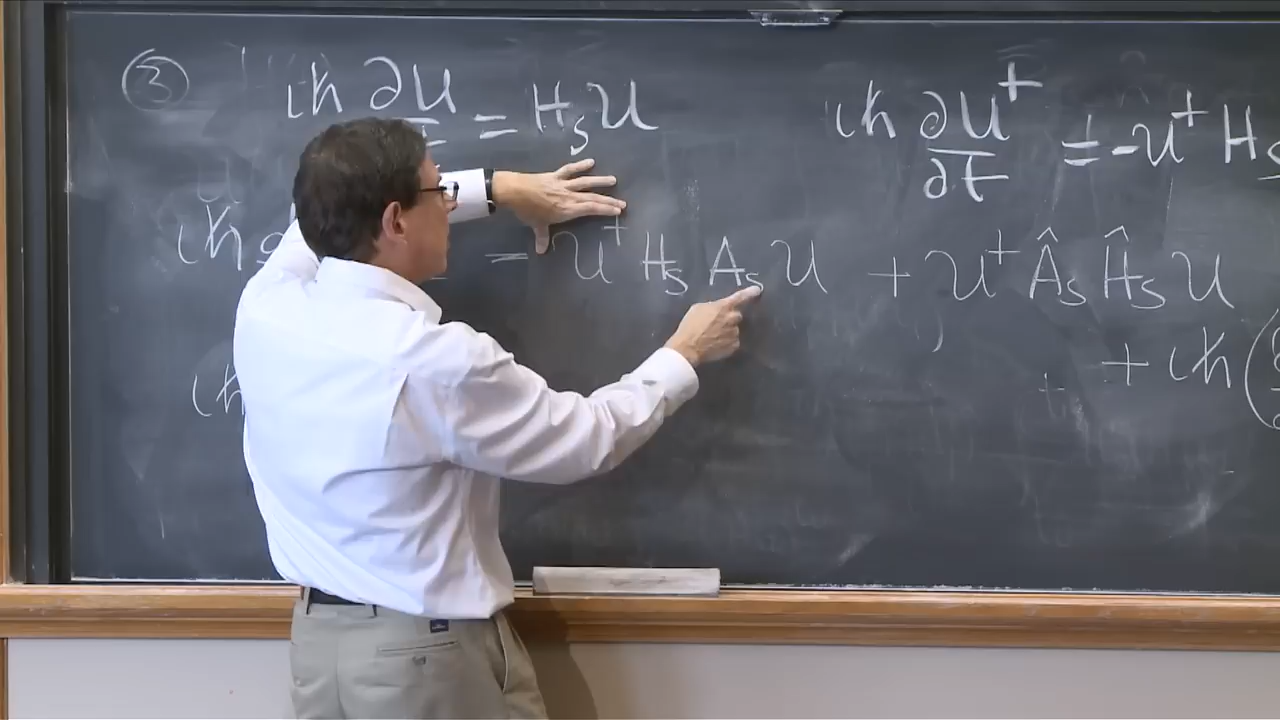 ③ iħ ∂U = H_S U
iħ ∂U†/∂t = -U† H_S
iħ = U† H_S A_S U + U† Â_S Ĥ_S U
iħ + iħ (